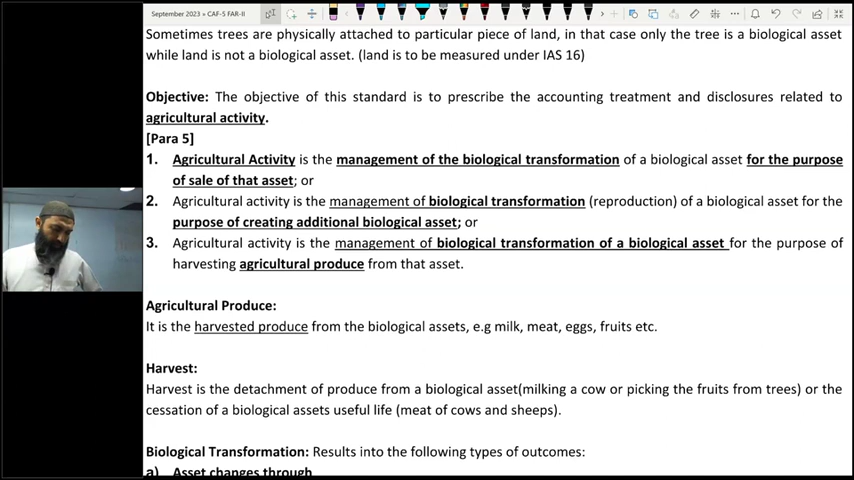 September 2023 » CAF-5 FAR-II
Sometimes trees are physically attached to particular piece of land, in that case only the tree is a biological asset
while land is not a biological asset. (land is to be measured under IAS 16)
Objective: The objective of this standard is to prescribe the accounting treatment and disclosures related to
agricultural activity.
[Para 5]
1. Agricultural Activity is the management of the biological transformation of a biological asset for the purpose
of sale of that asset; or
2. Agricultural activity is the management of biological transformation (reproduction) of a biological asset for the
purpose of creating additional biological asset; or
3. Agricultural activity is the management of biological transformation of a biological asset for the purpose of
harvesting agricultural produce from that asset.
Agricultural Produce:
It is the harvested produce from the biological assets, e.g milk, meat, eggs, fruits etc.
Harvest:
Harvest is the detachment of produce from a biological asset(milking a cow or picking the fruits from trees) or the
cessation of a biological assets useful life (meat of cows and sheeps).
Biological Transformation: Results into the following types of outcomes:
a) Asset changes through